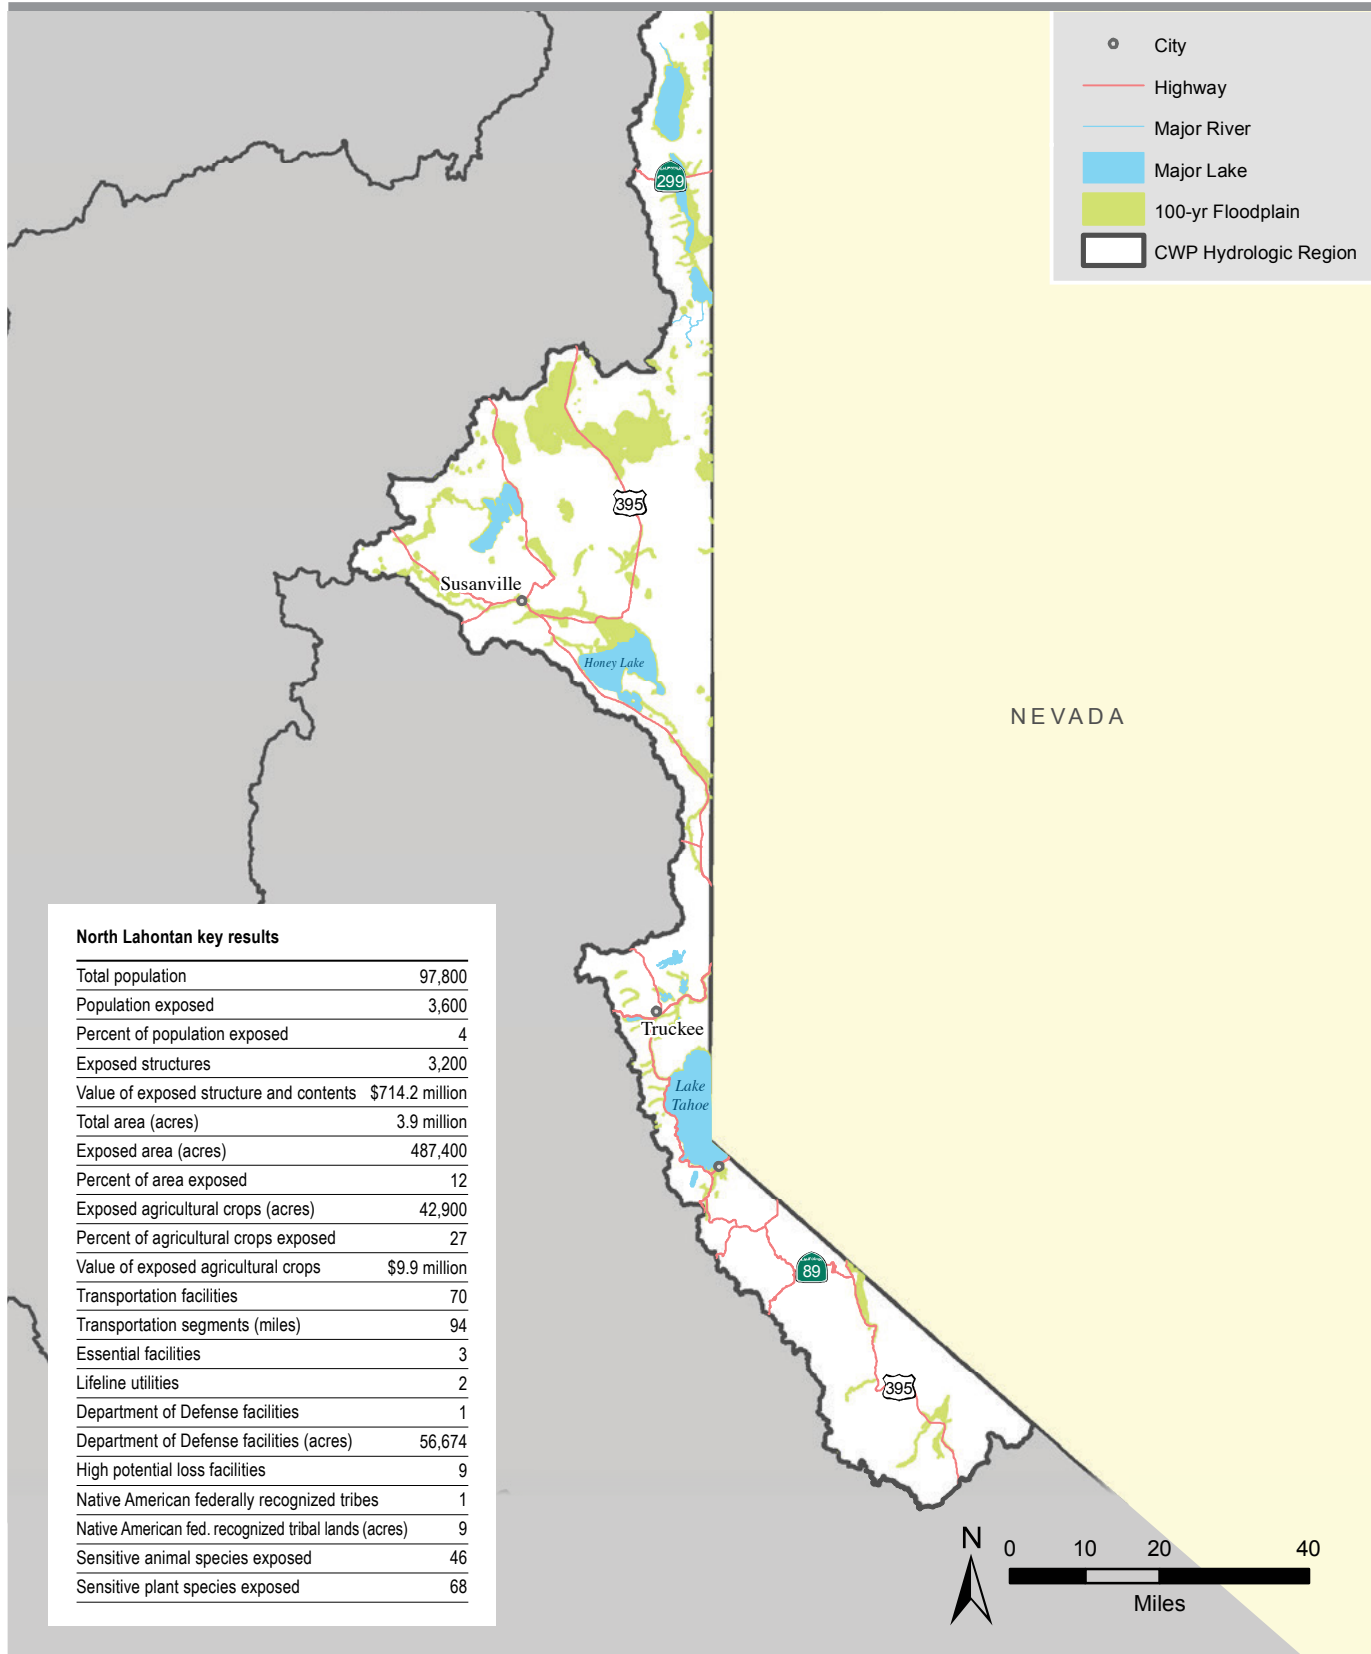 City
Highway
Major River
Major Lake
100-yr Floodplain
CWP Hydrologic Region
299
395
Susanville
Honey Lake
NEVADA
North Lahontan key results
Total population 97,800
Population exposed 3,600
Percent of population exposed 4
Exposed structures 3,200
Value of exposed structure and contents $714.2 million
Total area (acres) 3.9 million
Exposed area (acres) 487,400
Percent of area exposed 12
Exposed agricultural crops (acres) 42,900
Percent of agricultural crops exposed 27
Value of exposed agricultural crops $9.9 million
Transportation facilities 70
Transportation segments (miles) 94
Essential facilities 3
Lifeline utilities 2
Department of Defense facilities 1
Department of Defense facilities (acres) 56,674
High potential loss facilities 9
Native American federally recognized tribes 1
Native American fed. recognized tribal lands (acres) 9
Sensitive animal species exposed 46
Sensitive plant species exposed 68
Truckee
Lake
Tahoe
89
395
N
0 10 20 40
Miles